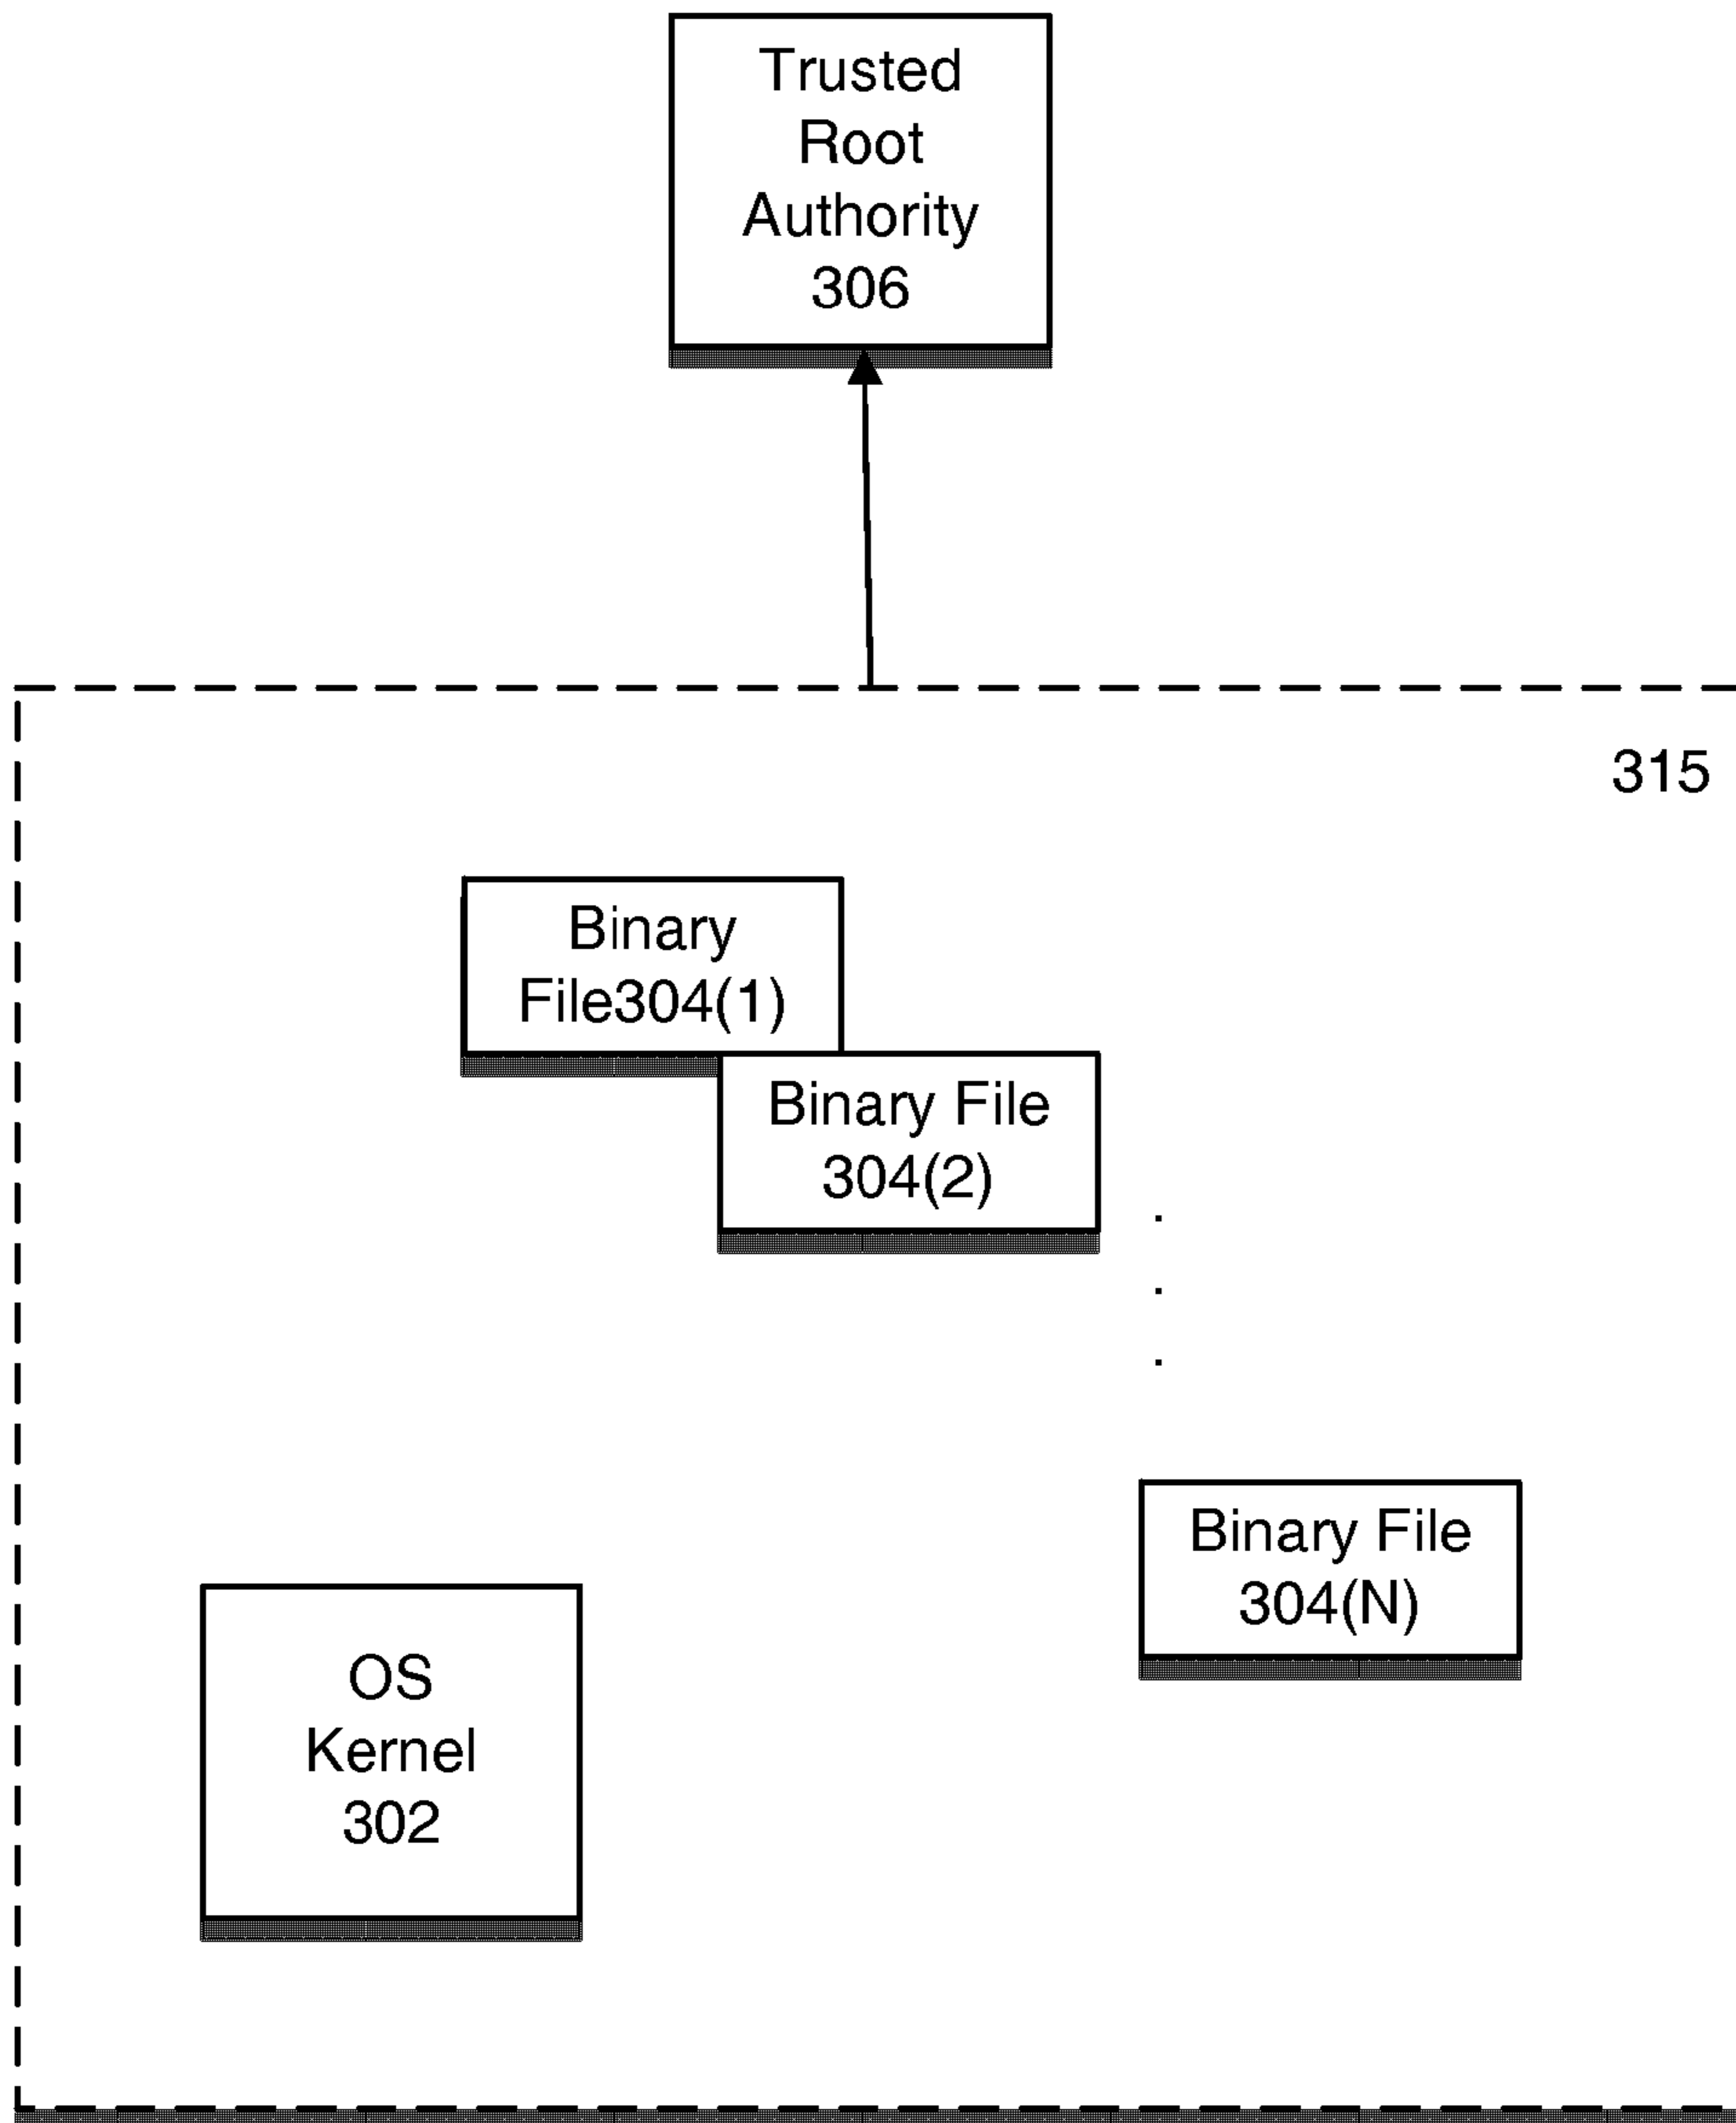 Trusted
Root
Authority
306
315
Binary
File304(1)
Binary File
304(2)
.
.
.
Binary File
304(N)
OS
Kernel
302